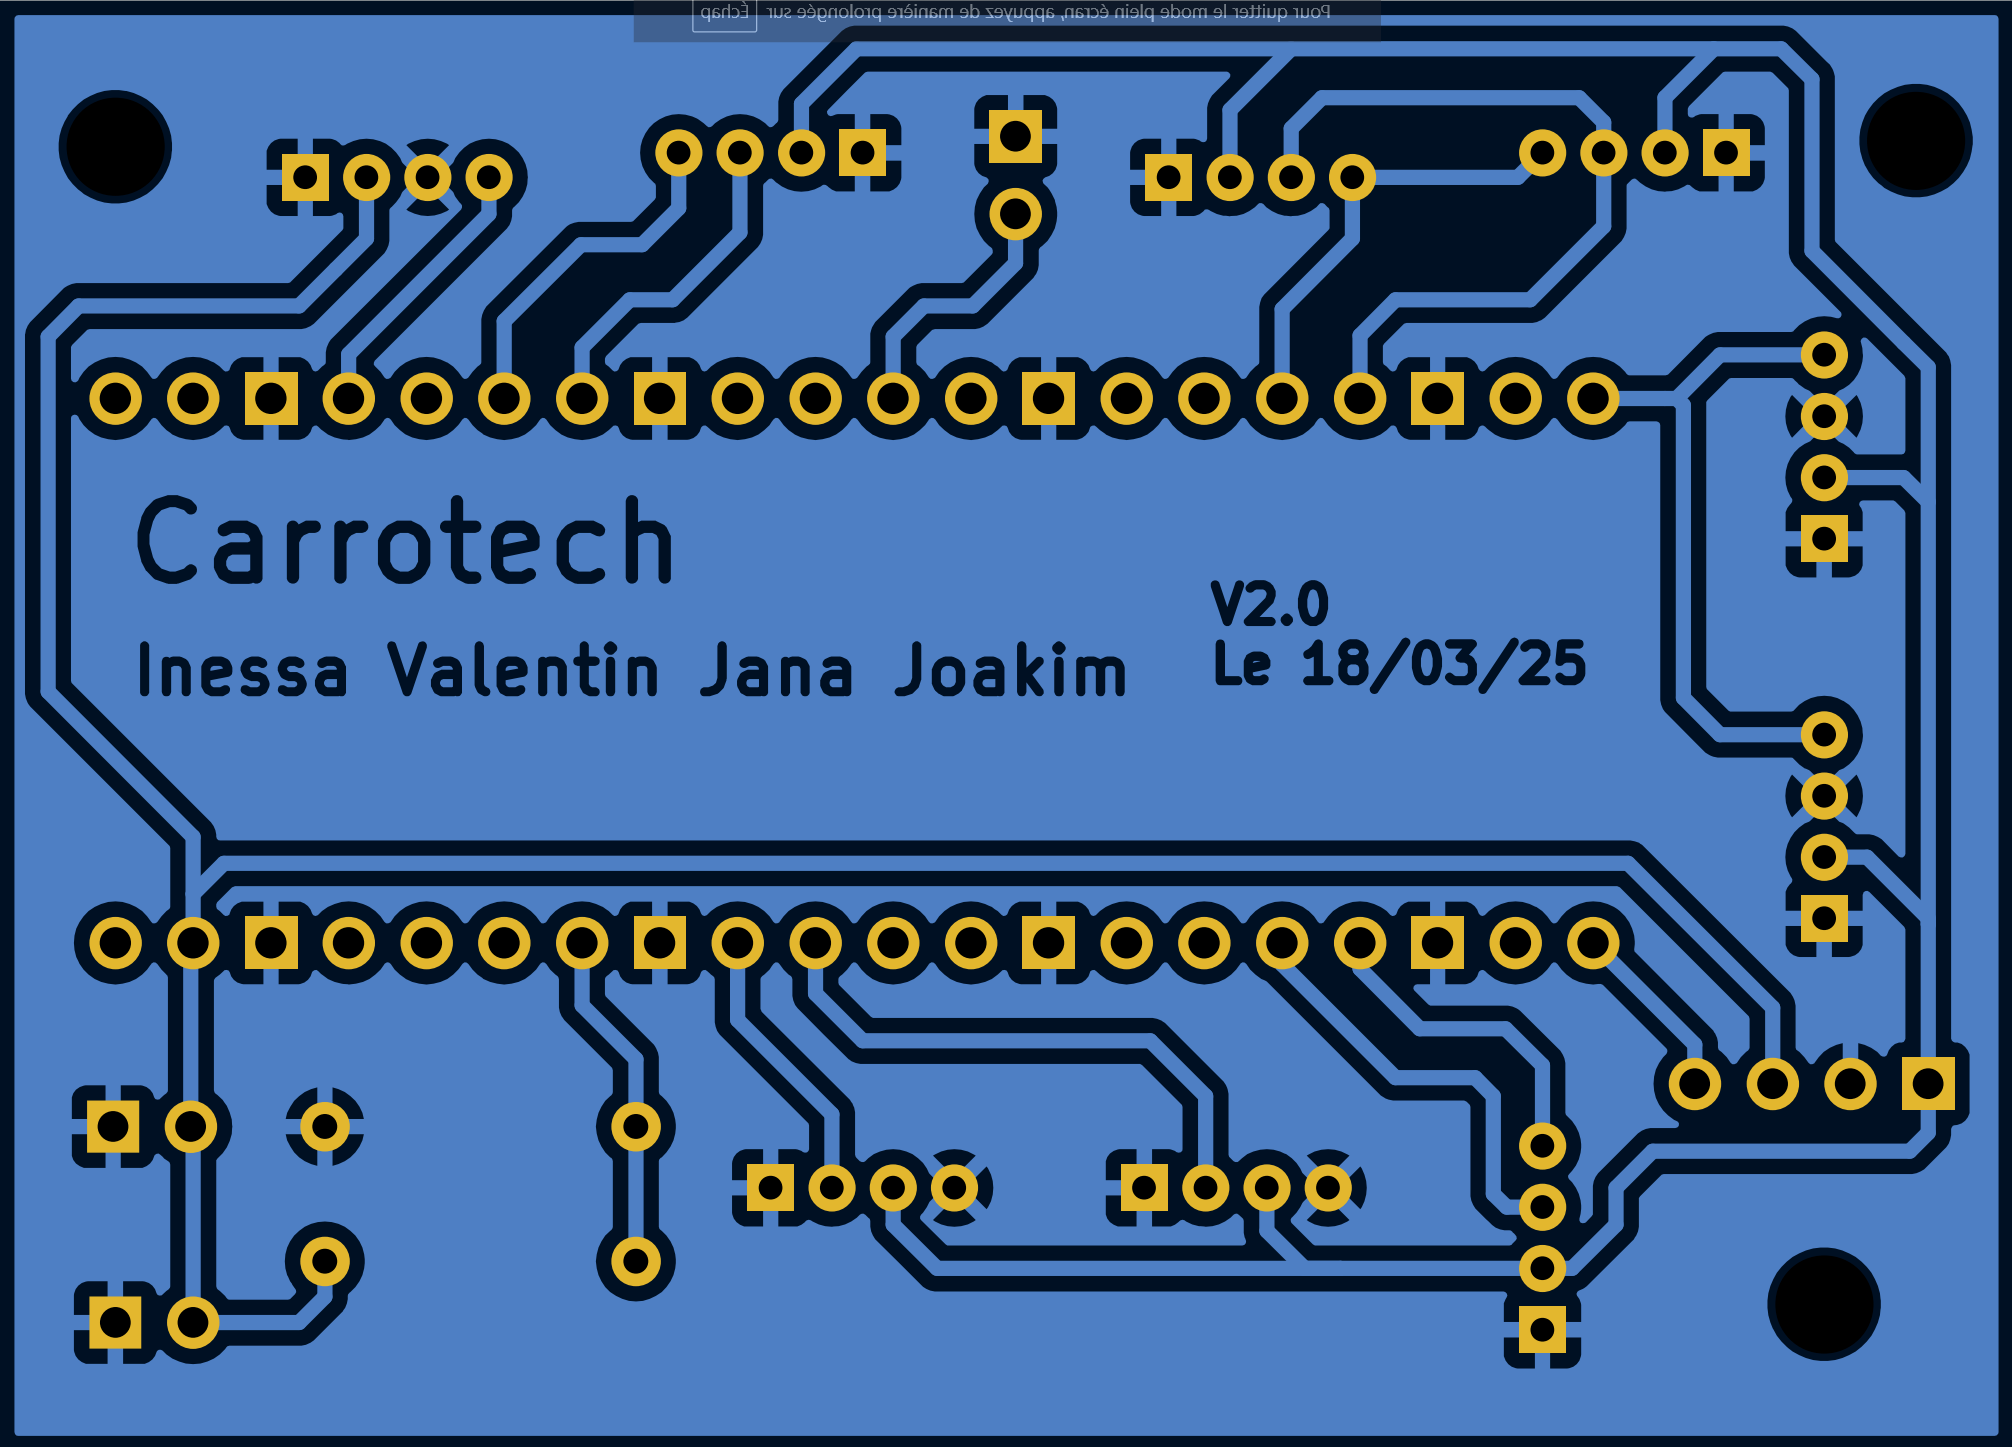 Pour quitter le mode plein écran, appuyez de manière prolongée sur Échap
Carrotech
Inessa Valentin Jana Joakim
V2.0
Le 18/03/25